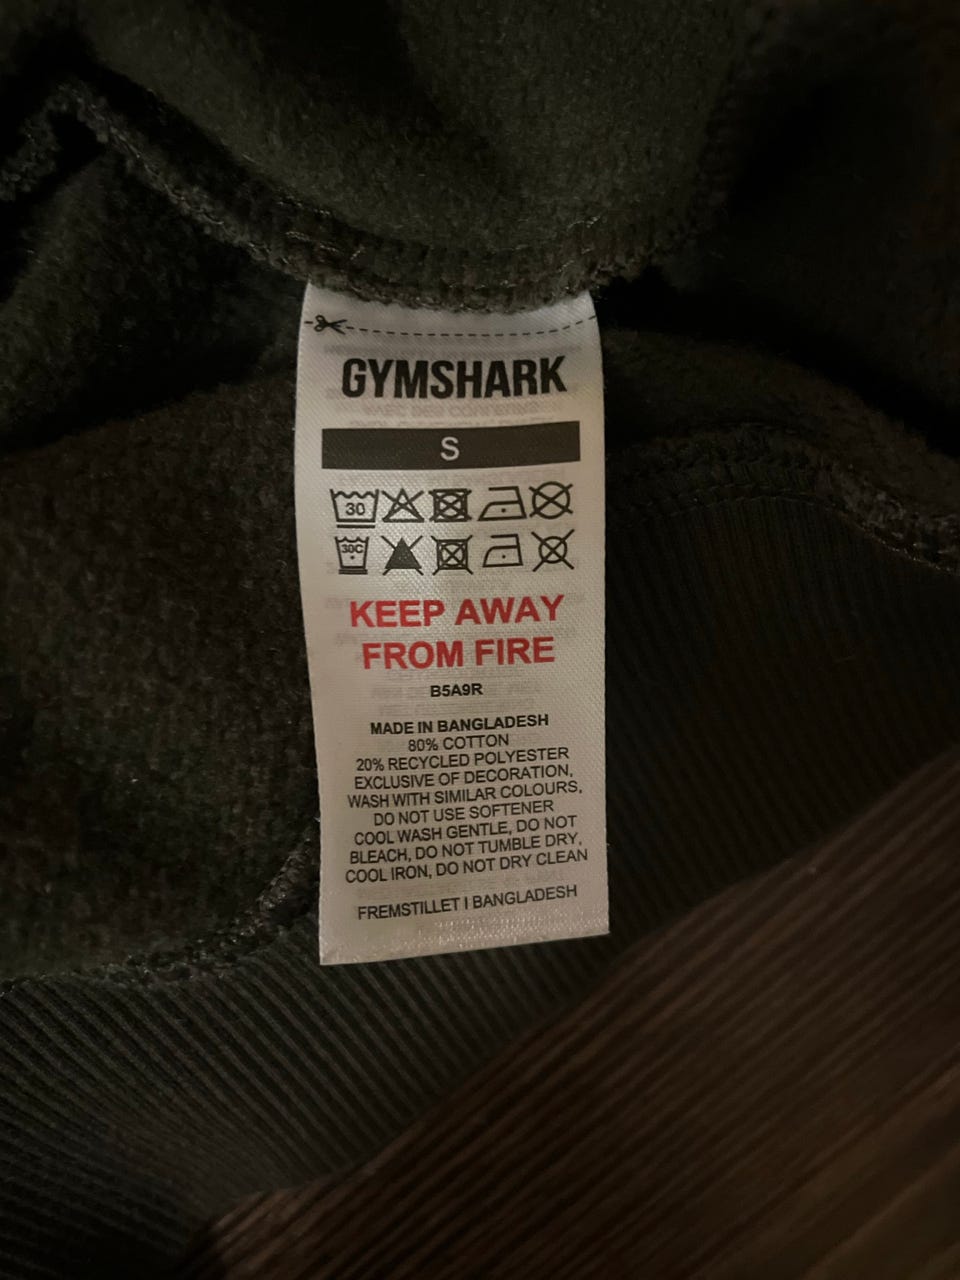 GYMSHARK
S
30
30C
KEEP AWAY
FROM FIRE
B5A9R
MADE IN BANGLADESH
80% COTTON
20% RECYCLED POLYESTER
EXCLUSIVE OF DECORATION,
WASH WITH SIMILAR COLOURS,
DO NOT USE SOFTENER
COOL WASH GENTLE, DO NOT
BLEACH, DO NOT TUMBLE DRY,
COOL IRON, DO NOT DRY CLEAN
FREMSTILLET I BANGLADESH